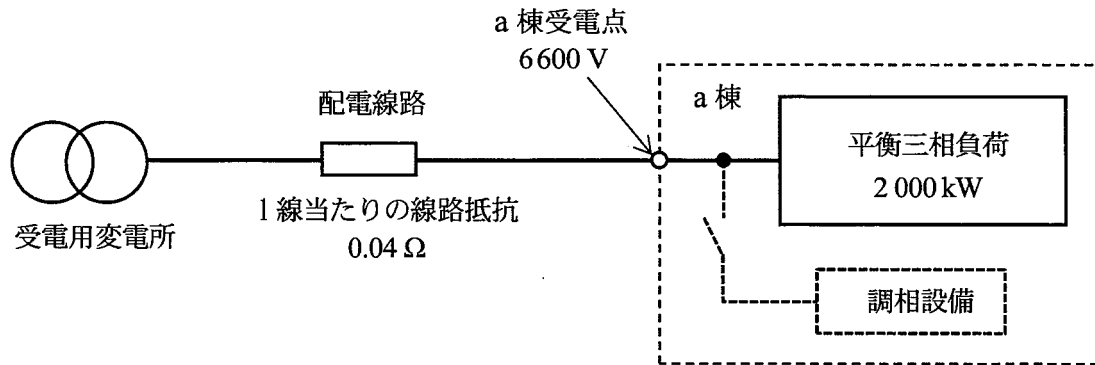 a 棟受電点
6600 V
配電線路
a 棟
平衡三相負荷
2 000 kW
受電用変電所
1 線当たりの線路抵抗
0.04 Ω
調相設備